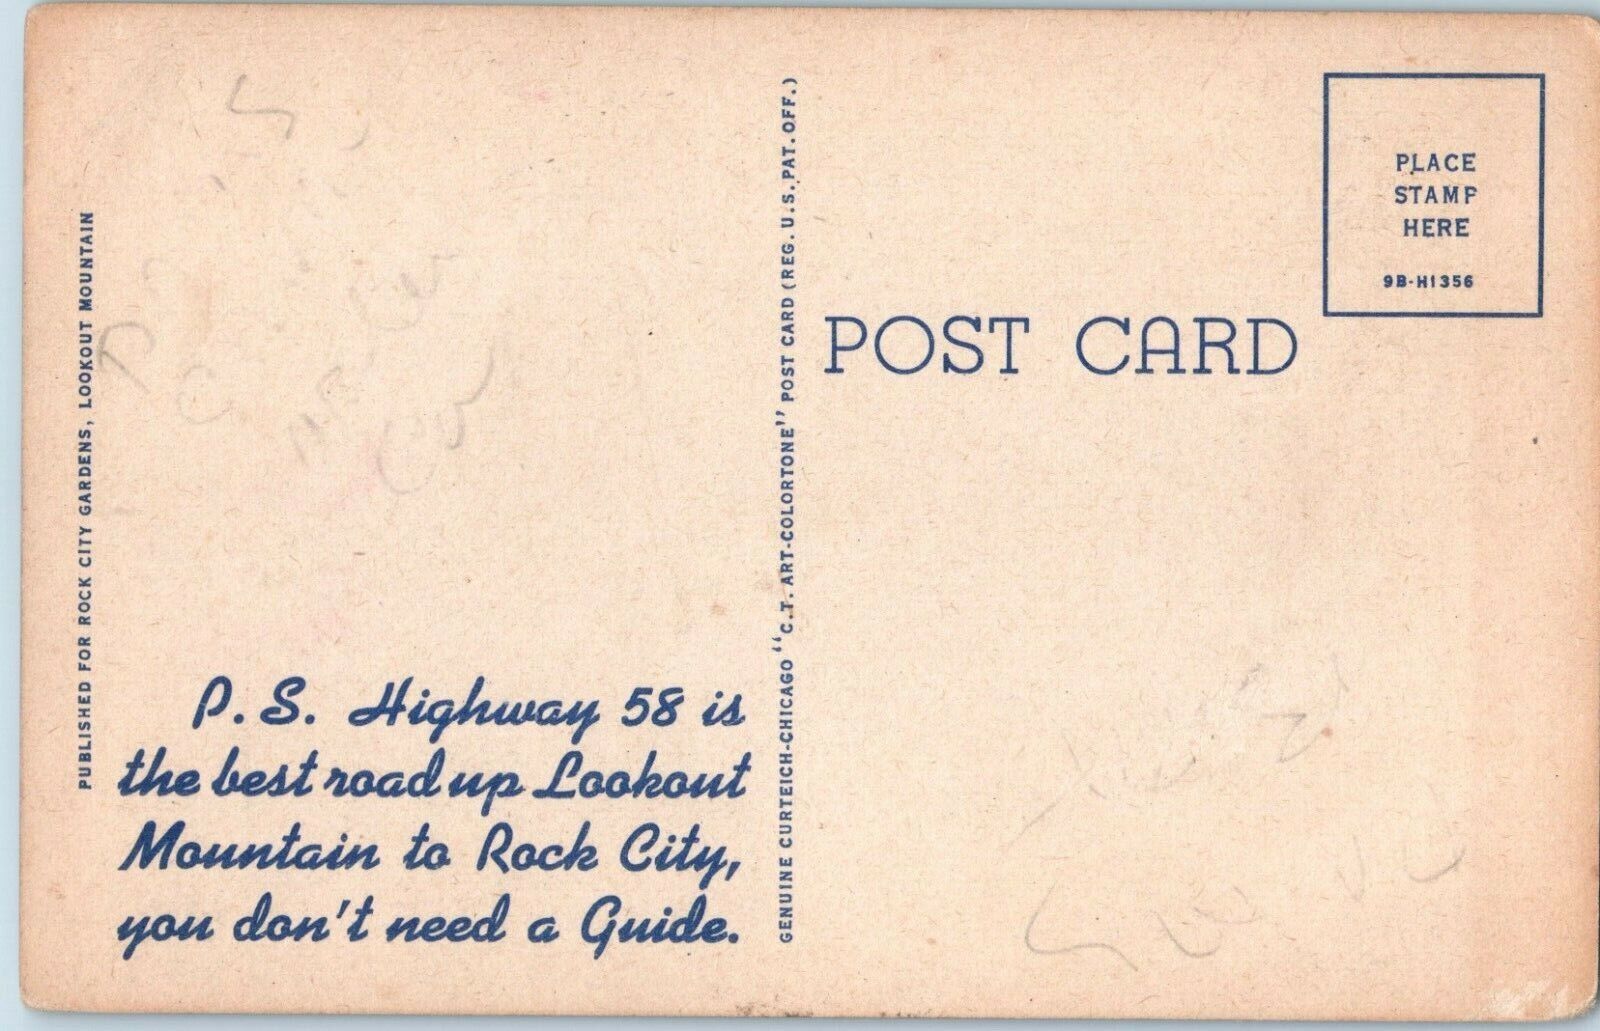 PUBLISHED FOR ROCK CITY GARDENS, LOOKOUT MOUNTAIN
P.S. Highway 58 is
the best road up Lookout
Mountain to Rock City,
you don't need a Guide.
GENUINE CURTEICH-CHICAGO "C.T. ART-COLORTONE" POST CARD (REG. U.S. PAT. OFF.)
POST CARD
PLACE
STAMP
HERE
9B-H1356